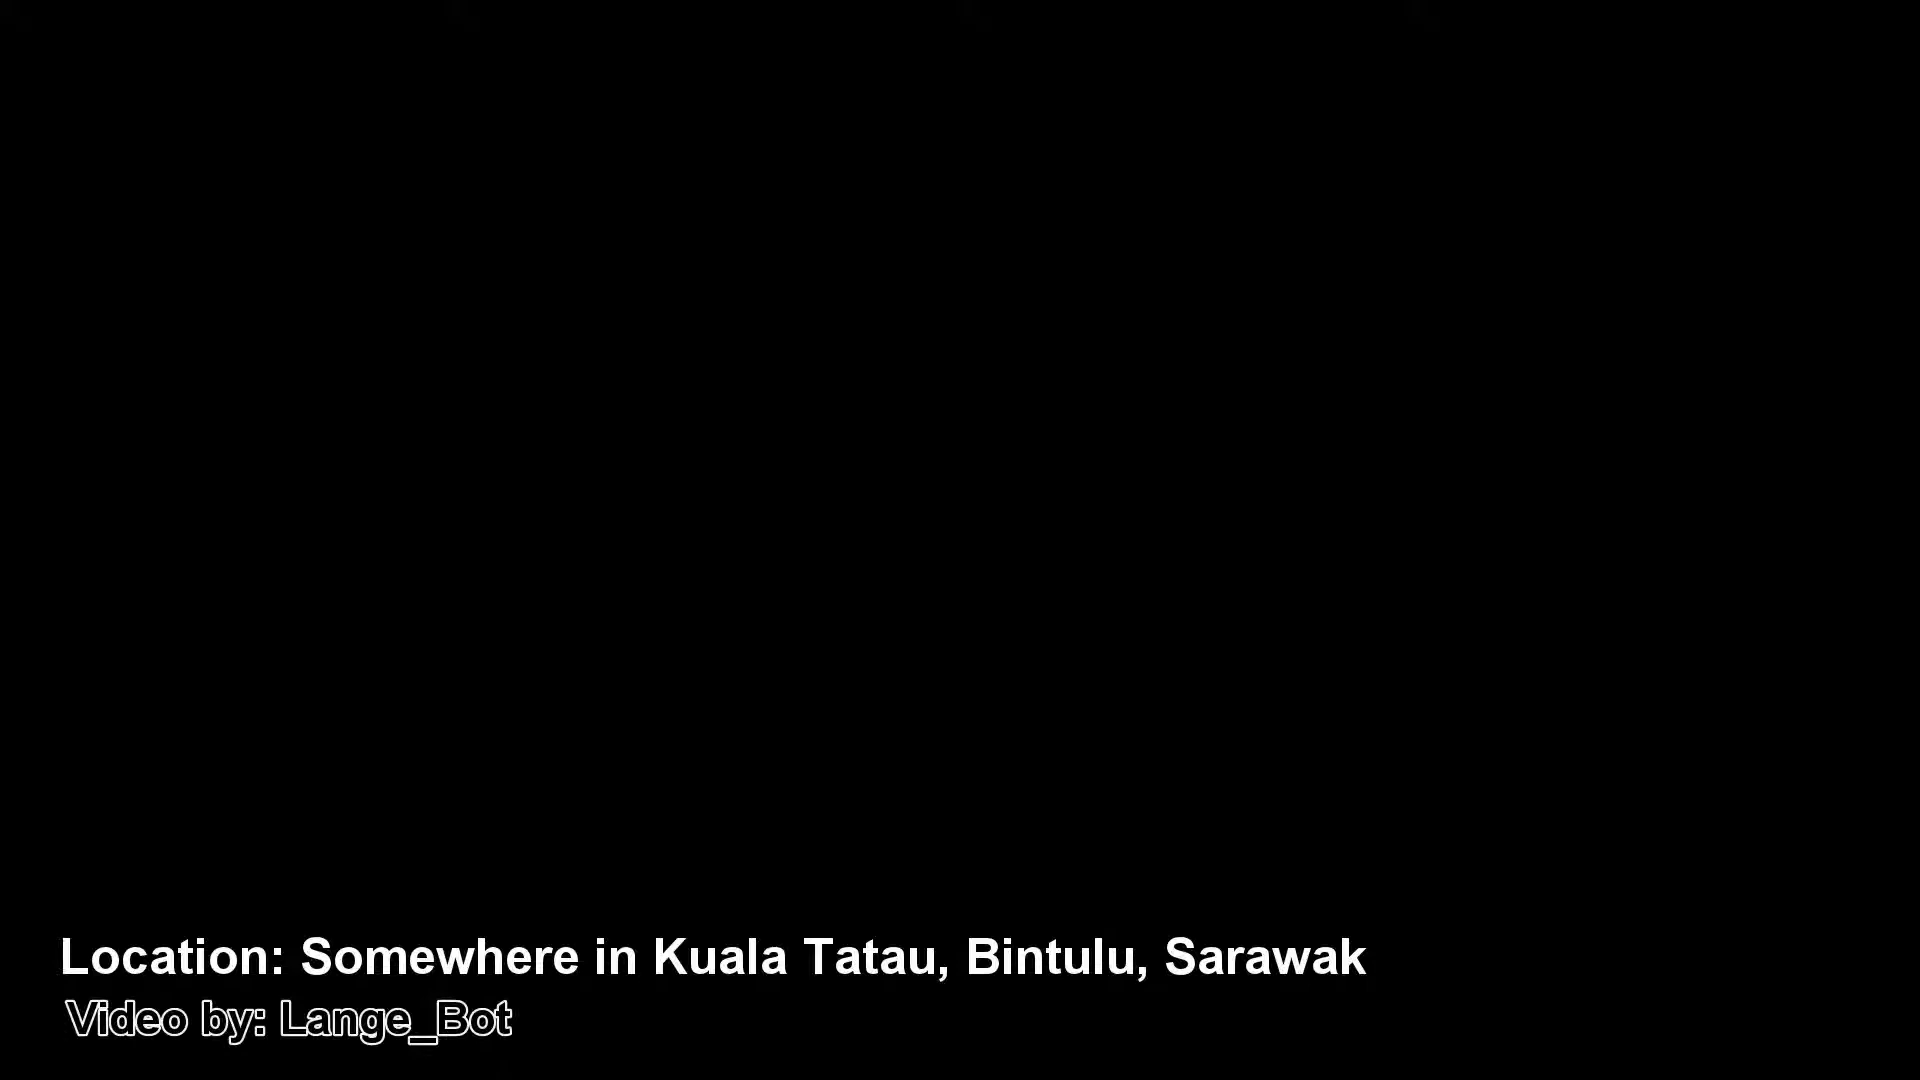 Location: Somewhere in Kuala Tatau, Bintulu, Sarawak
Video by: Lange_Bot